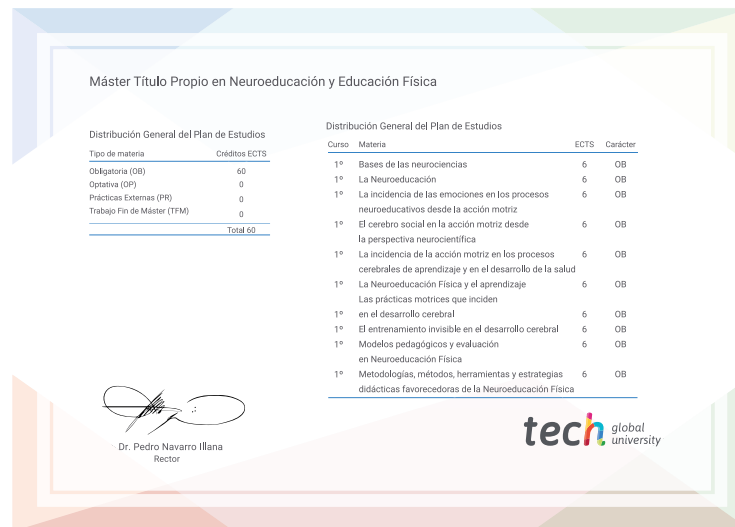 Máster Título Propio en Neuroeducación y Educación Física
Distribución General del Plan de Estudios
Tipo de materia Créditos ECTS
Obligatoria (OB) 60
Optativa (OP) 0
Prácticas Externas (PR) 0
Trabajo Fin de Máster (TFM) 0
Total 60
Distribución General del Plan de Estudios
Curso Materia ECTS Carácter
1º Bases de las neurociencias 6 OB
1º La Neuroeducación 6 OB
1º La incidencia de las emociones en los procesos 6 OB
neuroeducativos desde la acción motriz
1º El cerebro social en la acción motriz desde 6 OB
la perspectiva neurocientífica
1º La incidencia de la acción motriz en los procesos 6 OB
cerebrales de aprendizaje y en el desarrollo de la salud
1º La Neuroeducación Física y el aprendizaje 6 OB
Las prácticas motrices que inciden
1º en el desarrollo cerebral 6 OB
1º El entrenamiento invisible en el desarrollo cerebral 6 OB
1º Modelos pedagógicos y evaluación 6 OB
en Neuroeducación Física
1º Metodologías, métodos, herramientas y estrategias 6 OB
didácticas favorecedoras de la Neuroeducación Física
Dr. Pedro Navarro Illana
Rector
tech global
university